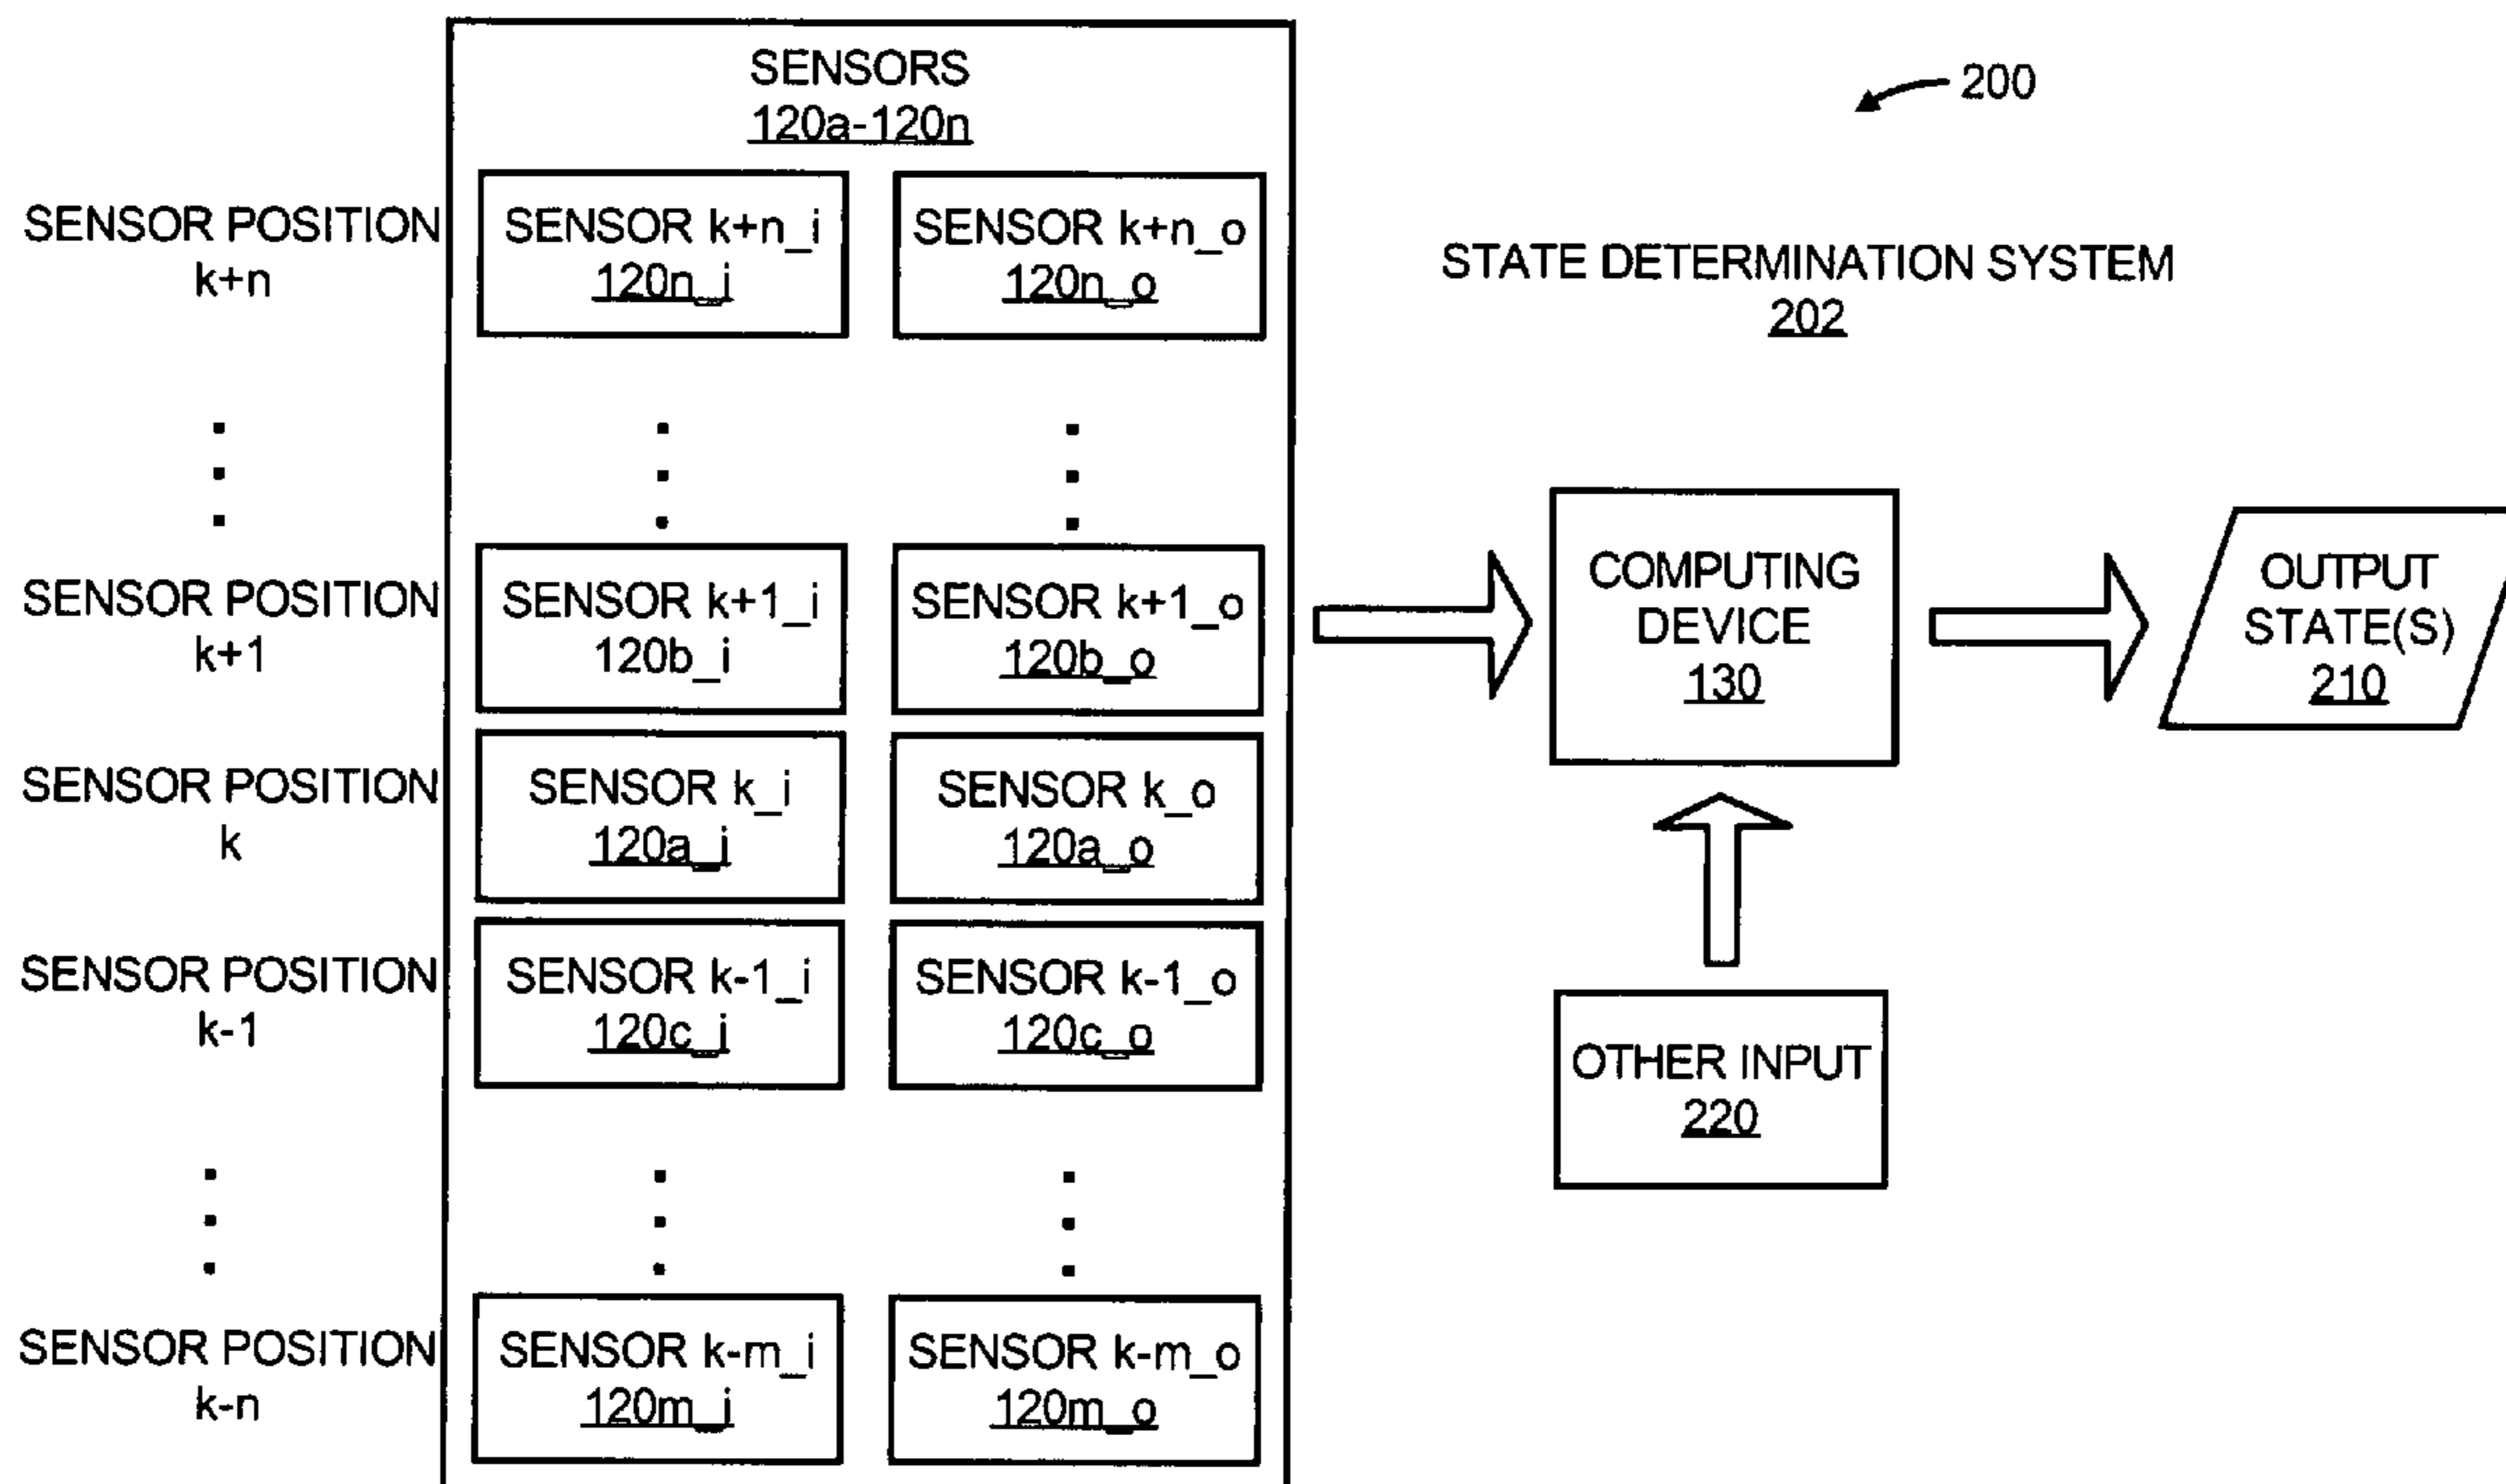 SENSORS
120a-120n
200
SENSOR POSITION
k+n
SENSOR k+n_i
120n_i
SENSOR k+n_o
120n_o
STATE DETERMINATION SYSTEM
202
SENSOR POSITION
k+1
SENSOR k+1_i
120b_i
SENSOR k+1_o
120b_o
COMPUTING
DEVICE
130
OUTPUT
STATE(S)
210
SENSOR POSITION
k
SENSOR k_i
120a_i
SENSOR k_o
120a_o
SENSOR POSITION
k-1
SENSOR k-1_i
120c_i
SENSOR k-1_o
120c_o
OTHER INPUT
220
SENSOR POSITION
k-n
SENSOR k-m_i
120m_i
SENSOR k-m_o
120m_o